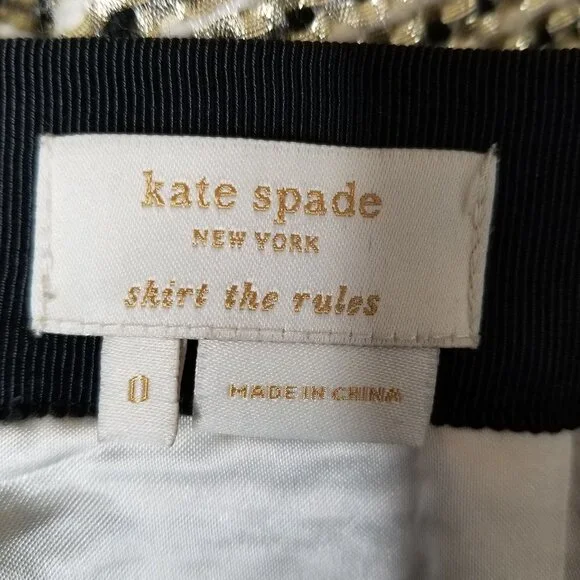 kate spade
NEW YORK
skirt the rules
0
MADE IN CHINA